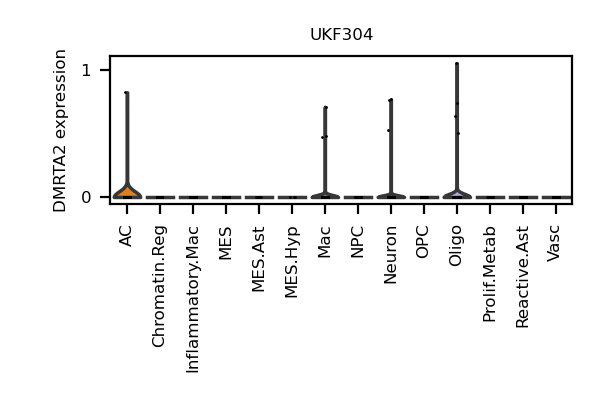 UKF304
DMRTA2 expression
1
0
AC
Chromatin.Reg
Inflammatory.Mac
MES
MES.Ast
MES.Hyp
Mac
NPC
Neuron
OPC
Oligo
Prolif.Metab
Reactive.Ast
Vasc